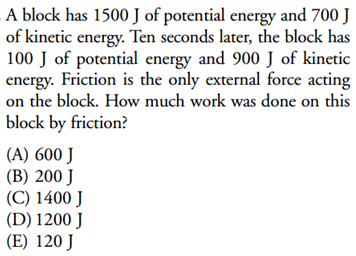 A block has 1500 J of potential energy and 700 J
of kinetic energy. Ten seconds later, the block has
100 J of potential energy and 900 J of kinetic
energy. Friction is the only external force acting
on the block. How much work was done on this
block by friction?
(A) 600 J
(B) 200 J
(C) 1400 J
(D) 1200 J
(E) 120 J